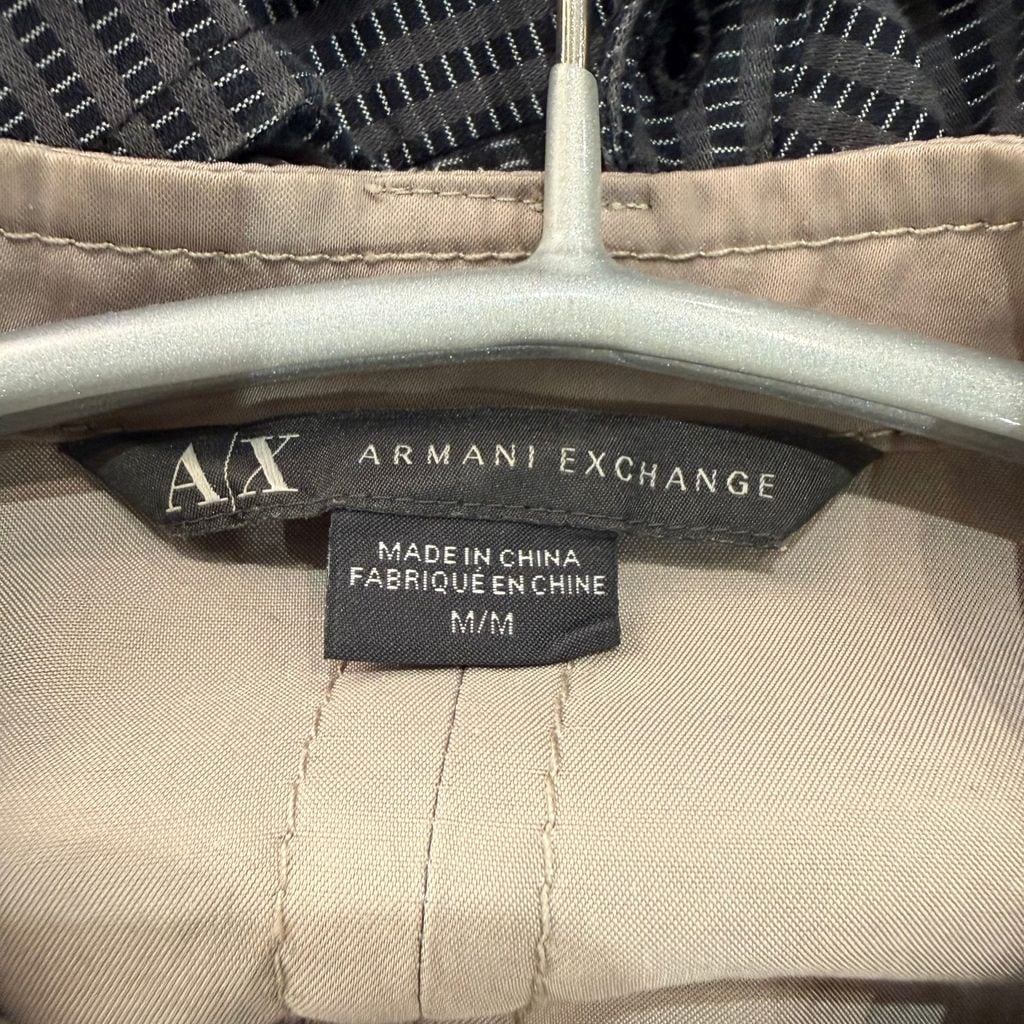 A/X ARMANI EXCHANGE
MADE IN CHINA
FABRIQUÉ EN CHINE
M/M